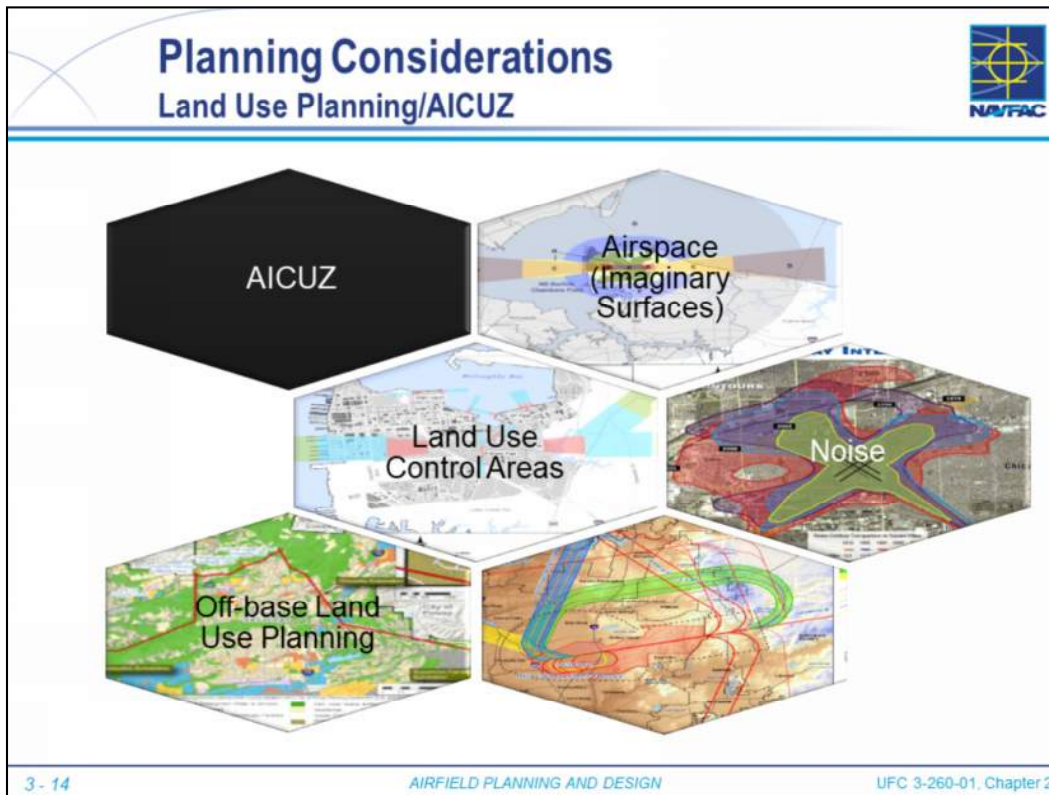 Planning Considerations
Land Use Planning/AICUZ
NAVFAC
AICUZ
Airspace
(Imaginary
Surfaces)
Land Use
Control Areas
Noise
Off-base Land
Use Planning
3 - 14
AIRFIELD PLANNING AND DESIGN
UFC 3-260-01, Chapter 2